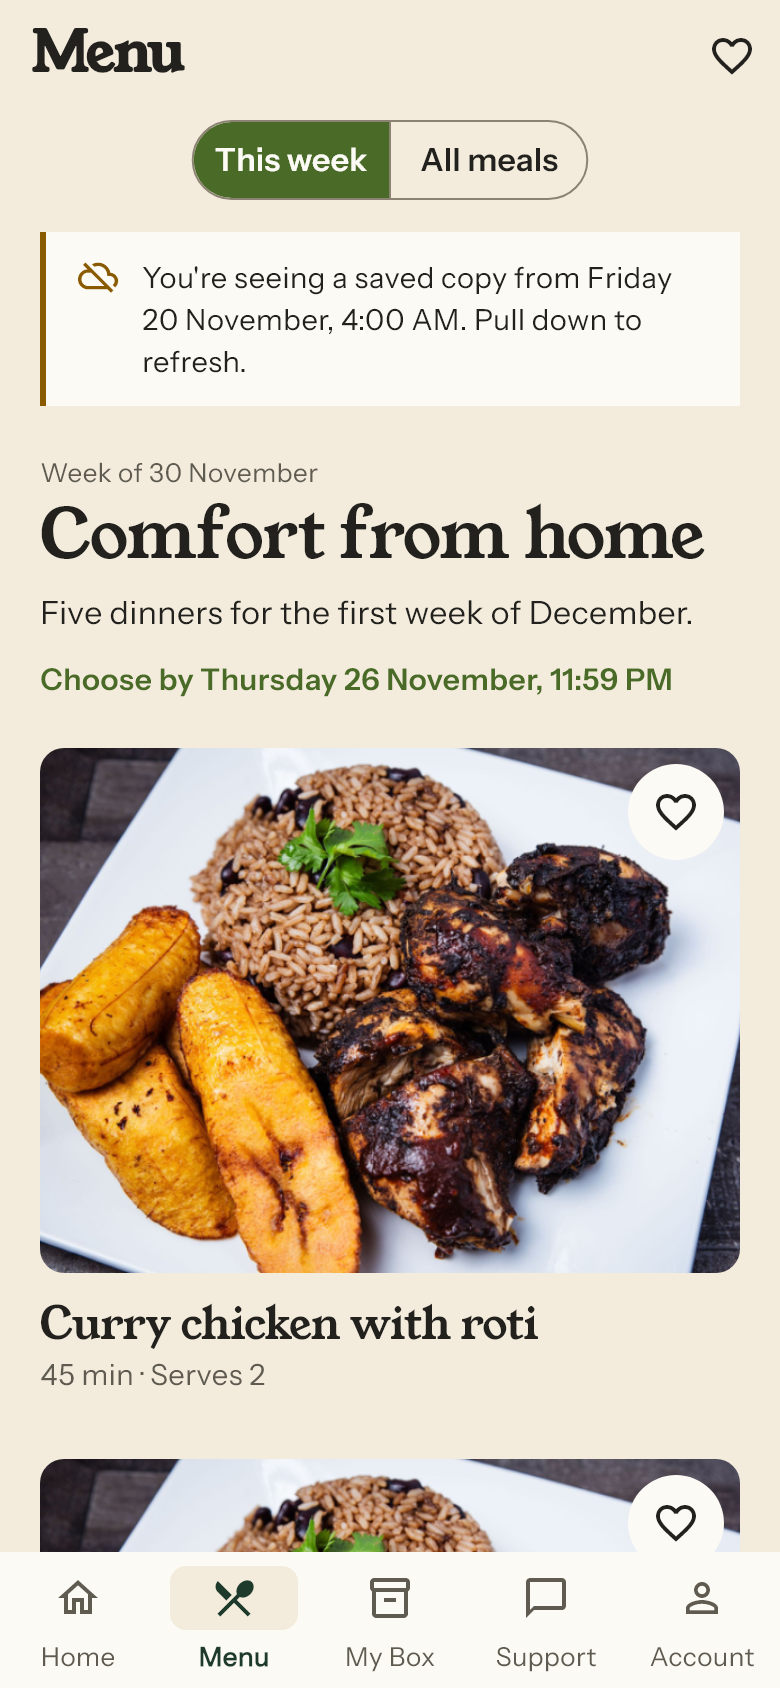 Menu
This week
All meals
You're seeing a saved copy from Friday
20 November, 4:00 AM. Pull down to
refresh.
Week of 30 November
Comfort from home
Five dinners for the first week of December.
Choose by Thursday 26 November, 11:59 PM
Curry chicken with roti
45 min · Serves 2
Home
Menu
My Box
Support
Account